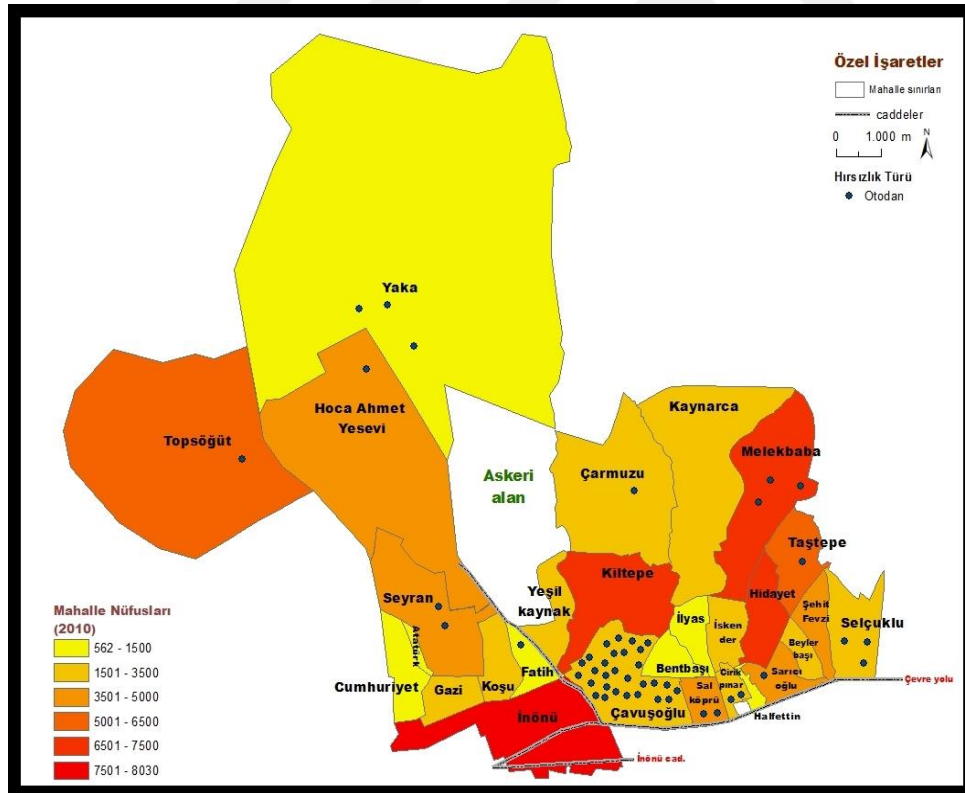 Özel İşaretler
Mahalle sınırları
caddeler
0 1.000 m N
Hırsızlık Türü
Otodan
Yaka
Hoca Ahmet
Yesevi
Topsöğüt
Kaynarca
Melekbaba
Çarmuzu
Askeri
alan
Taştepe
Kiltepe
Yeşil
kaynak
Hidayet
Şehit
Fevzi
Selçuklu
Seyran
İlyas
İsken
der
Beyler
başı
Atatürk
Fatih
Bentbaşı
Cirik
pınar
Sarıcı
oğlu
Cumhuriyet
Gazi
Koşu
Çavuşoğlu
Sal
köprü
Halfettin
Çevre yolu
İnönü
İnönü cad.
Mahalle Nüfusları
(2010)
562 - 1500
1501 - 3500
3501 - 5000
5001 - 6500
6501 - 7500
7501 - 8030